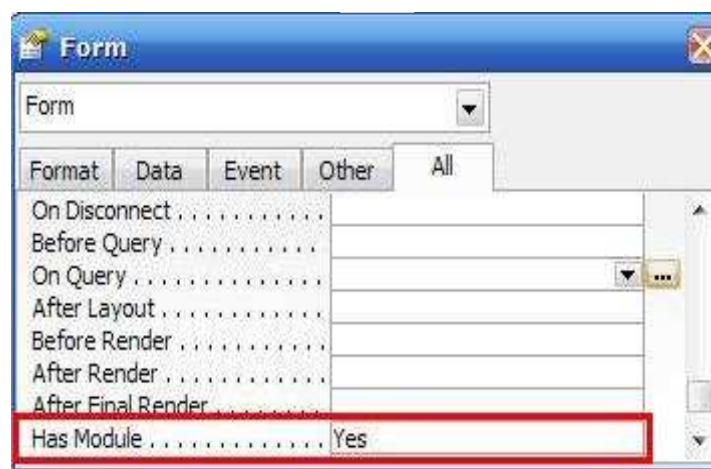 Form
Form
Format Data Event Other All
On Disconnect . . . . . . . . . . .
Before Query . . . . . . . . . . .
On Query . . . . . . . . . . . . . . ...
After Layout . . . . . . . . . . . .
Before Render . . . . . . . . . . .
After Render . . . . . . . . . . . .
After Final Render . . . . . . . .
Has Module . . . . . . . . . . . . . Yes